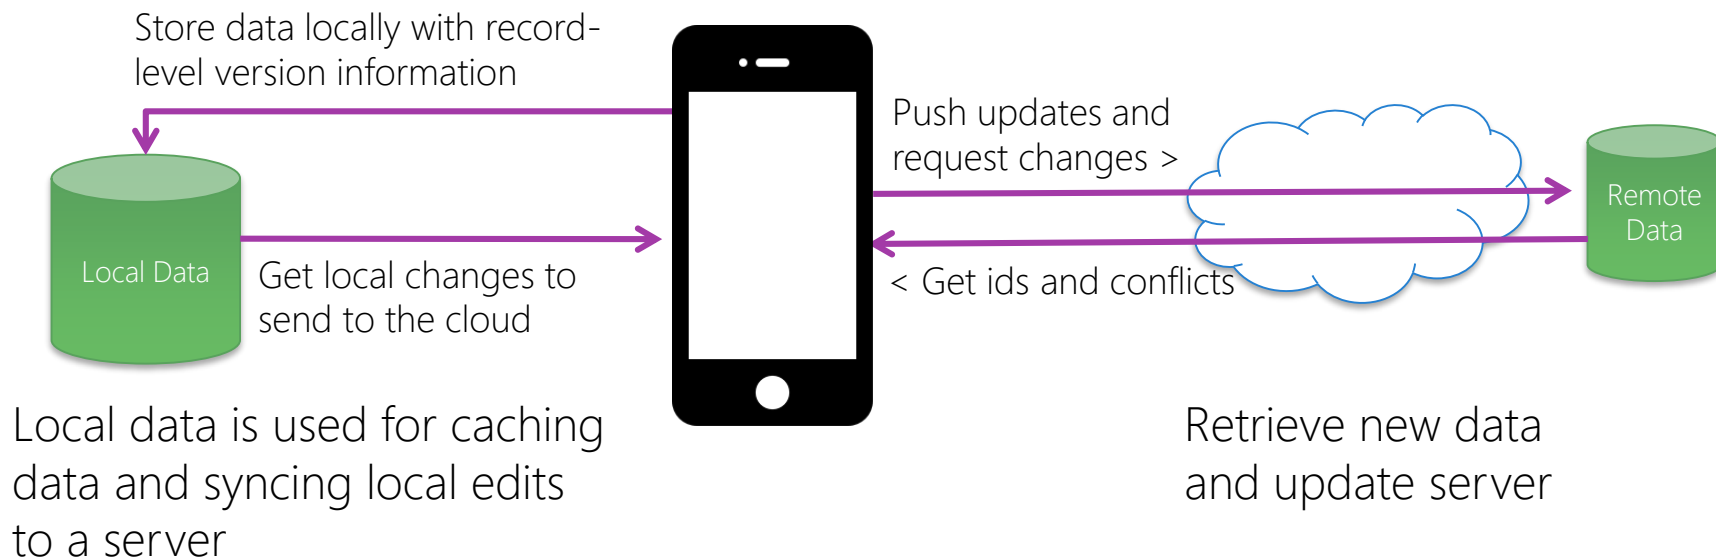 Store data locally with record-
level version information
Push updates and
request changes >
Remote
Data
Local Data
Get local changes to
send to the cloud
< Get ids and conflicts
Local data is used for caching
data and syncing local edits
to a server
Retrieve new data
and update server